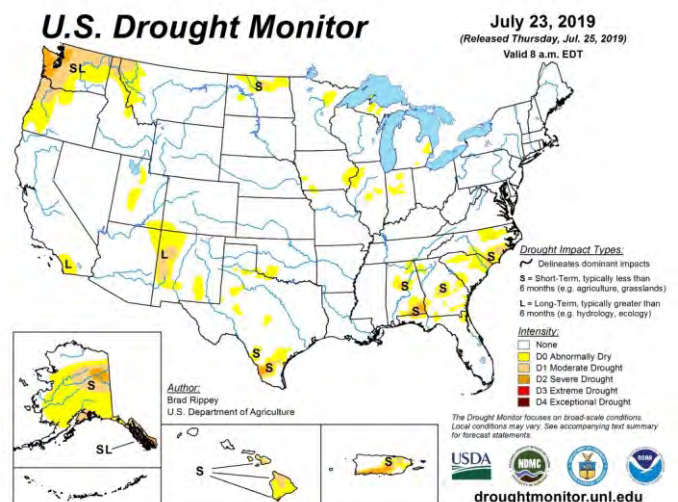 U.S. Drought Monitor
July 23, 2019
(Released Thursday, Jul. 25, 2019)
Valid 8 a.m. EDT
SL
S
L
L
S
S
S
S
S
S
S
S
SL
S
S
Drought Impact Types:
Delineates dominant impacts
S = Short-Term, typically less than
6 months (e.g. agriculture, grasslands)
L = Long-Term, typically greater than
6 months (e.g. hydrology, ecology)
Intensity:
None
D0 Abnormally Dry
D1 Moderate Drought
D2 Severe Drought
D3 Extreme Drought
D4 Exceptional Drought
Author:
Brad Rippey
U.S. Department of Agriculture
The Drought Monitor focuses on broad-scale conditions.
Local conditions may vary. See accompanying text summary
for forecast statements.
USDA
NDMC
NOAA
droughtmonitor.unl.edu